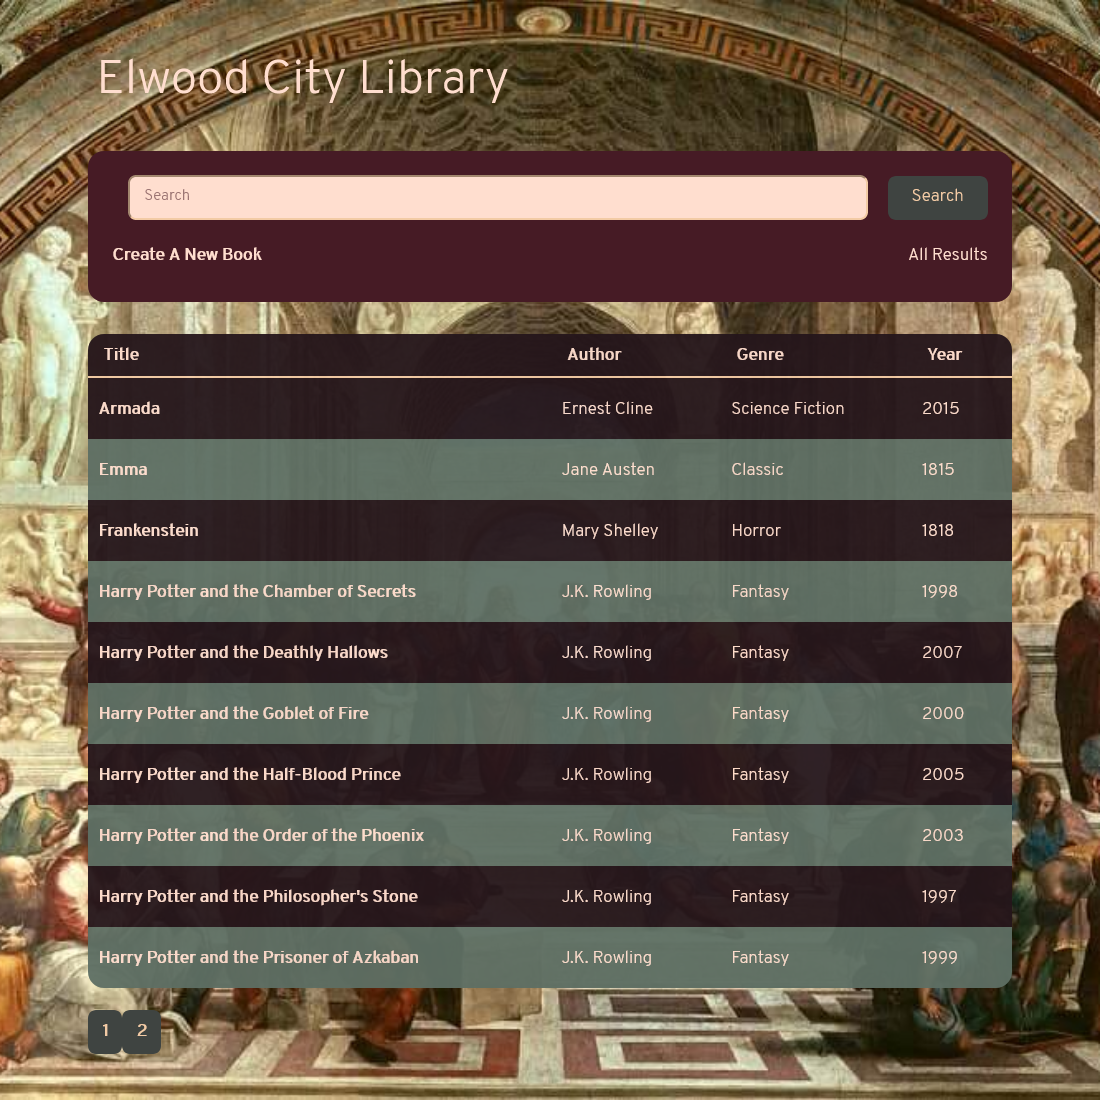 Elwood City Library
Search Search
Create A New Book All Results
Title Author Genre Year
Armada Ernest Cline Science Fiction 2015
Emma Jane Austen Classic 1815
Frankenstein Mary Shelley Horror 1818
Harry Potter and the Chamber of Secrets J.K. Rowling Fantasy 1998
Harry Potter and the Deathly Hallows J.K. Rowling Fantasy 2007
Harry Potter and the Goblet of Fire J.K. Rowling Fantasy 2000
Harry Potter and the Half-Blood Prince J.K. Rowling Fantasy 2005
Harry Potter and the Order of the Phoenix J.K. Rowling Fantasy 2003
Harry Potter and the Philosopher's Stone J.K. Rowling Fantasy 1997
Harry Potter and the Prisoner of Azkaban J.K. Rowling Fantasy 1999
1 2